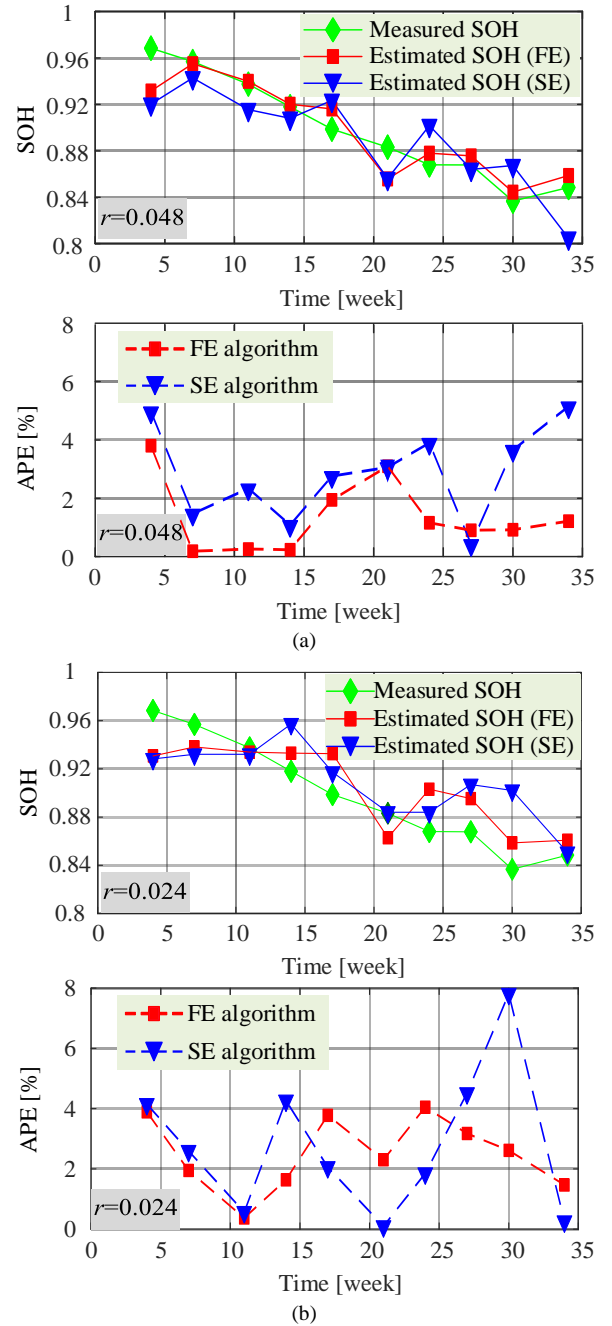 1
0.96
0.92
0.88
0.84
0.8
SOH
Measured SOH
Estimated SOH (FE)
Estimated SOH (SE)
r=0.048
0 5 10 15 20 25 30 35
Time [week]
8
6
4
2
0
APE [%]
FE algorithm
SE algorithm
r=0.048
0 5 10 15 20 25 30 35
Time [week]
(a)
1
0.96
0.92
0.88
0.84
0.8
SOH
Measured SOH
Estimated SOH (FE)
Estimated SOH (SE)
r=0.024
0 5 10 15 20 25 30 35
Time [week]
8
6
4
2
0
APE [%]
FE algorithm
SE algorithm
r=0.024
0 5 10 15 20 25 30 35
Time [week]
(b)